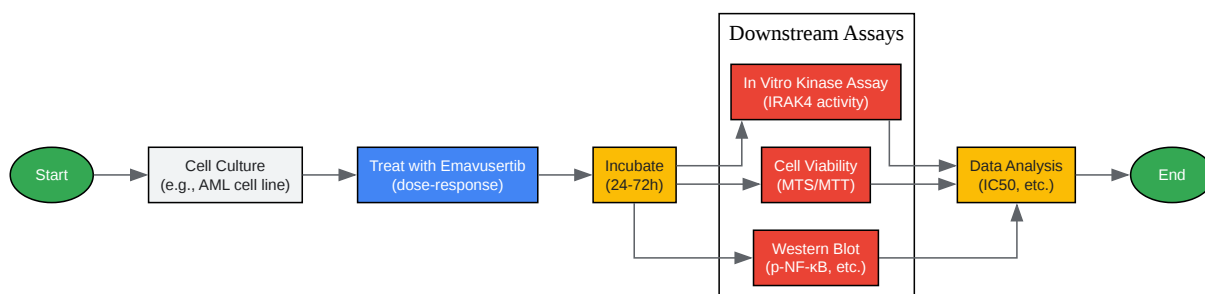 Start
Cell Culture
(e.g., AML cell line)
Treat with Emavusertib
(dose-response)
Incubate
(24-72h)
Downstream Assays
In Vitro Kinase Assay
(IRAK4 activity)
Cell Viability
(MTS/MTT)
Western Blot
(p-NF-κB, etc.)
Data Analysis
(IC50, etc.)
End